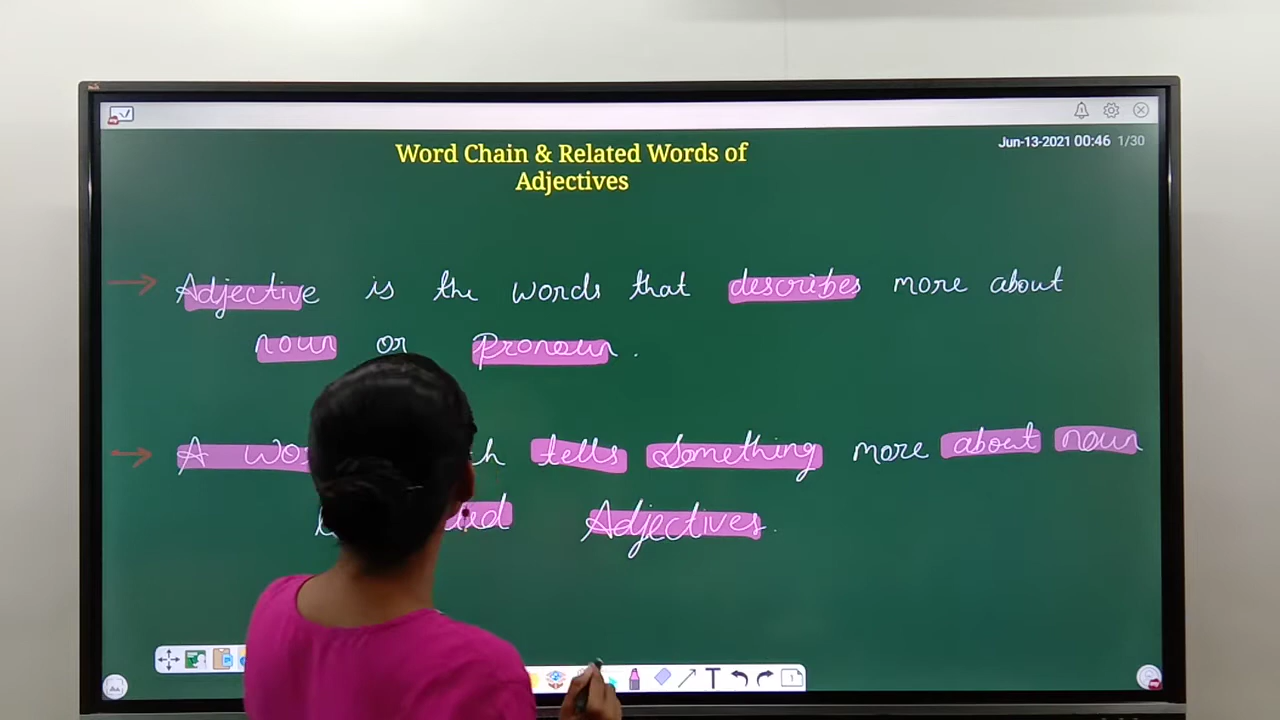 Jun-13-2021 00:46 1/30
Word Chain & Related Words of
Adjectives
Adjective is the words that describes more about
noun or pronoun.
A tells Something more about noun
Adjectives.